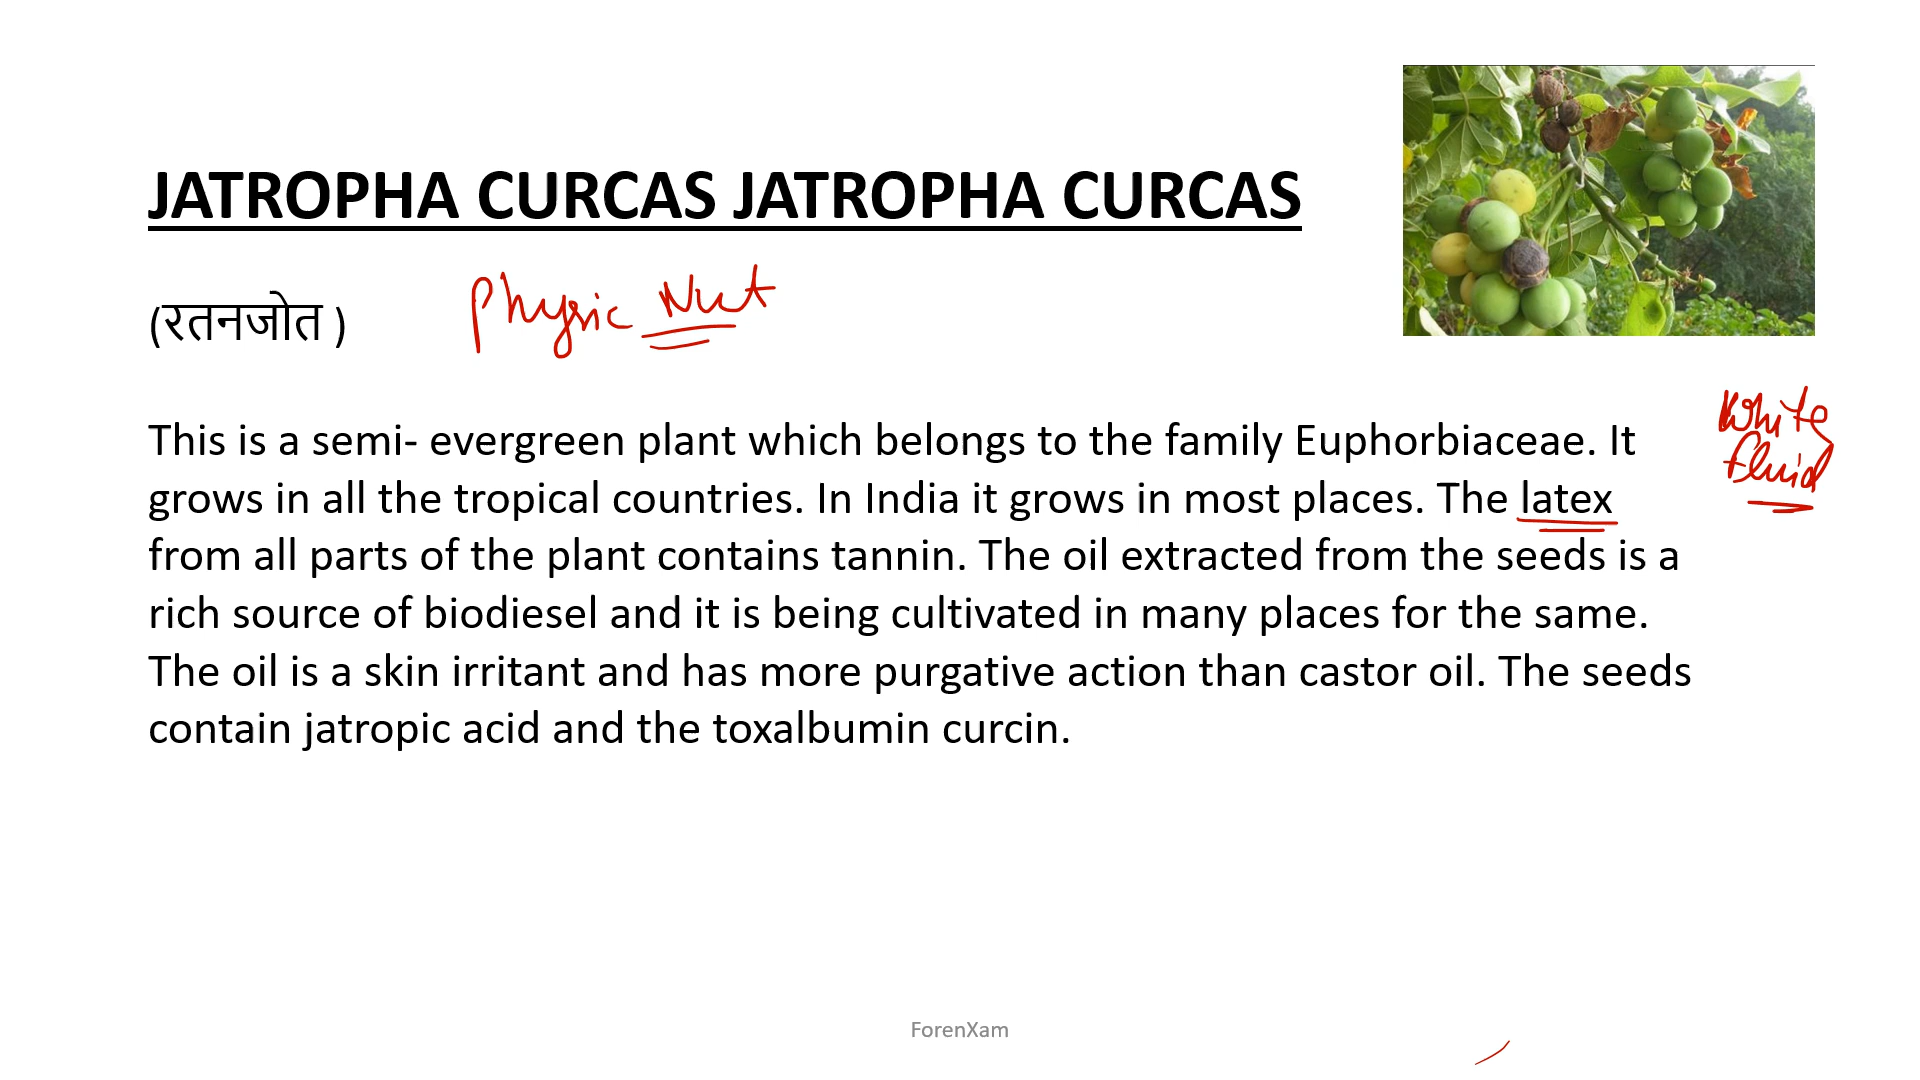 JATROPHA CURCAS JATROPHA CURCAS
(रतनजोत ) Physic Nut
This is a semi- evergreen plant which belongs to the family Euphorbiaceae. It
grows in all the tropical countries. In India it grows in most places. The latex
from all parts of the plant contains tannin. The oil extracted from the seeds is a
rich source of biodiesel and it is being cultivated in many places for the same.
The oil is a skin irritant and has more purgative action than castor oil. The seeds
contain jatropic acid and the toxalbumin curcin.
White
fluid
ForenXam